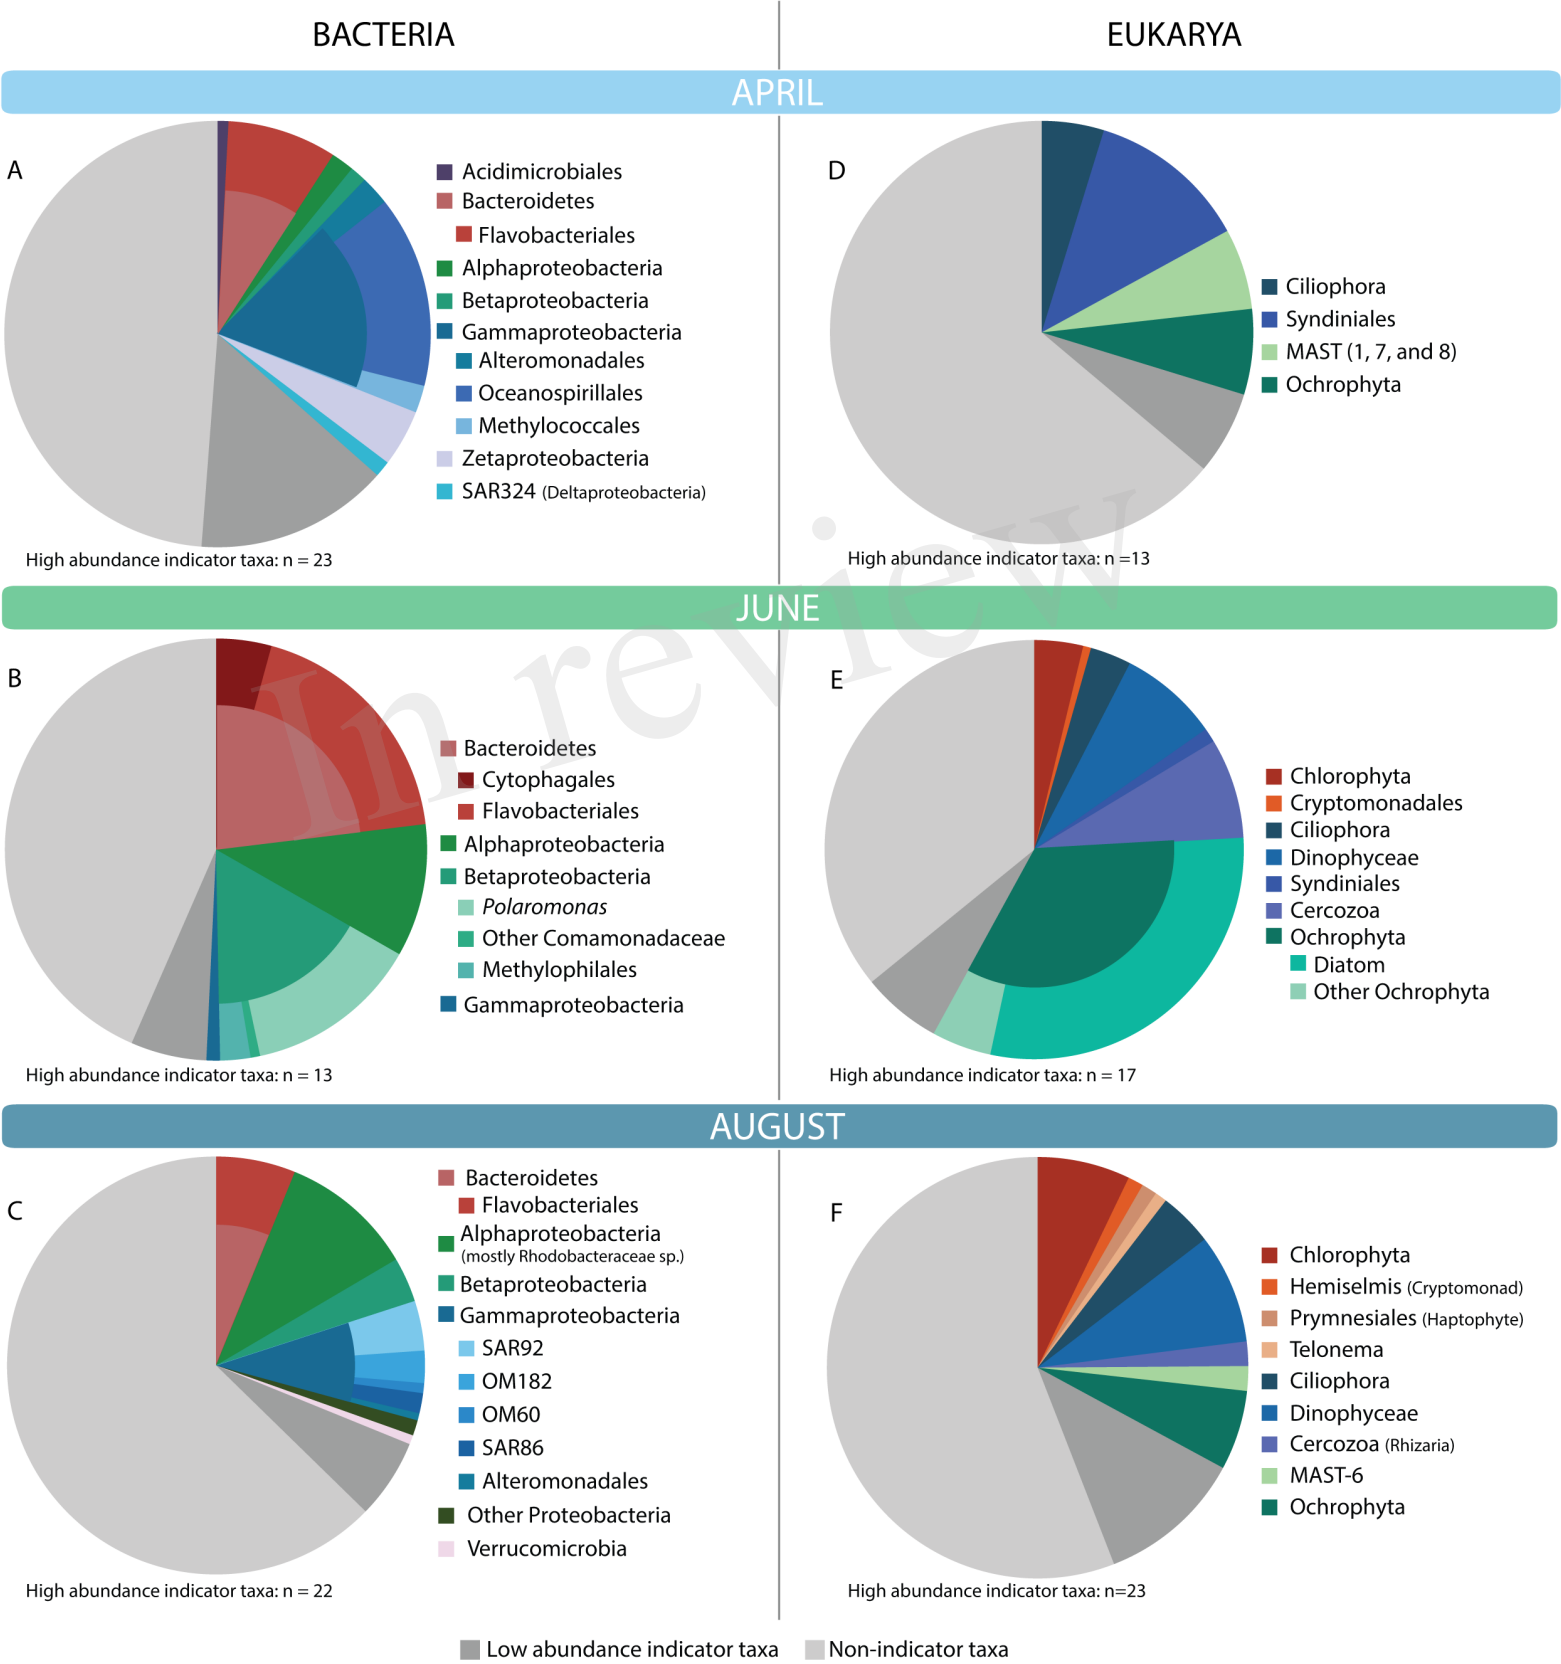 BACTERIA
EUKARYA
APRIL
A
Acidimicrobiales
Bacteroidetes
Flavobacteriales
Alphaproteobacteria
Betaproteobacteria
Gammaproteobacteria
Alteromonadales
Oceanospirillales
Methylococcales
Zetaproteobacteria
SAR324 (Deltaproteobacteria)
High abundance indicator taxa: n = 23
D
Ciliophora
Syndiniales
MAST (1, 7, and 8)
Ochrophyta
High abundance indicator taxa: n =13
JUNE
B
Bacteroidetes
Cytophagales
Flavobacteriales
Alphaproteobacteria
Betaproteobacteria
Polaromonas
Other Comamonadaceae
Methylophilales
Gammaproteobacteria
High abundance indicator taxa: n = 13
E
Chlorophyta
Cryptomonadales
Ciliophora
Dinophyceae
Syndiniales
Cercozoa
Ochrophyta
Diatom
Other Ochrophyta
High abundance indicator taxa: n = 17
In review
AUGUST
C
Bacteroidetes
Flavobacteriales
Alphaproteobacteria
(mostly Rhodobacteraceae sp.)
Betaproteobacteria
Gammaproteobacteria
SAR92
OM182
OM60
SAR86
Alteromonadales
Other Proteobacteria
Verrucomicrobia
High abundance indicator taxa: n = 22
F
Chlorophyta
Hemiselmis (Cryptomonad)
Prymnesiales (Haptophyte)
Telonema
Ciliophora
Dinophyceae
Cercozoa (Rhizaria)
MAST-6
Ochrophyta
High abundance indicator taxa: n=23
Low abundance indicator taxa
Non-indicator taxa